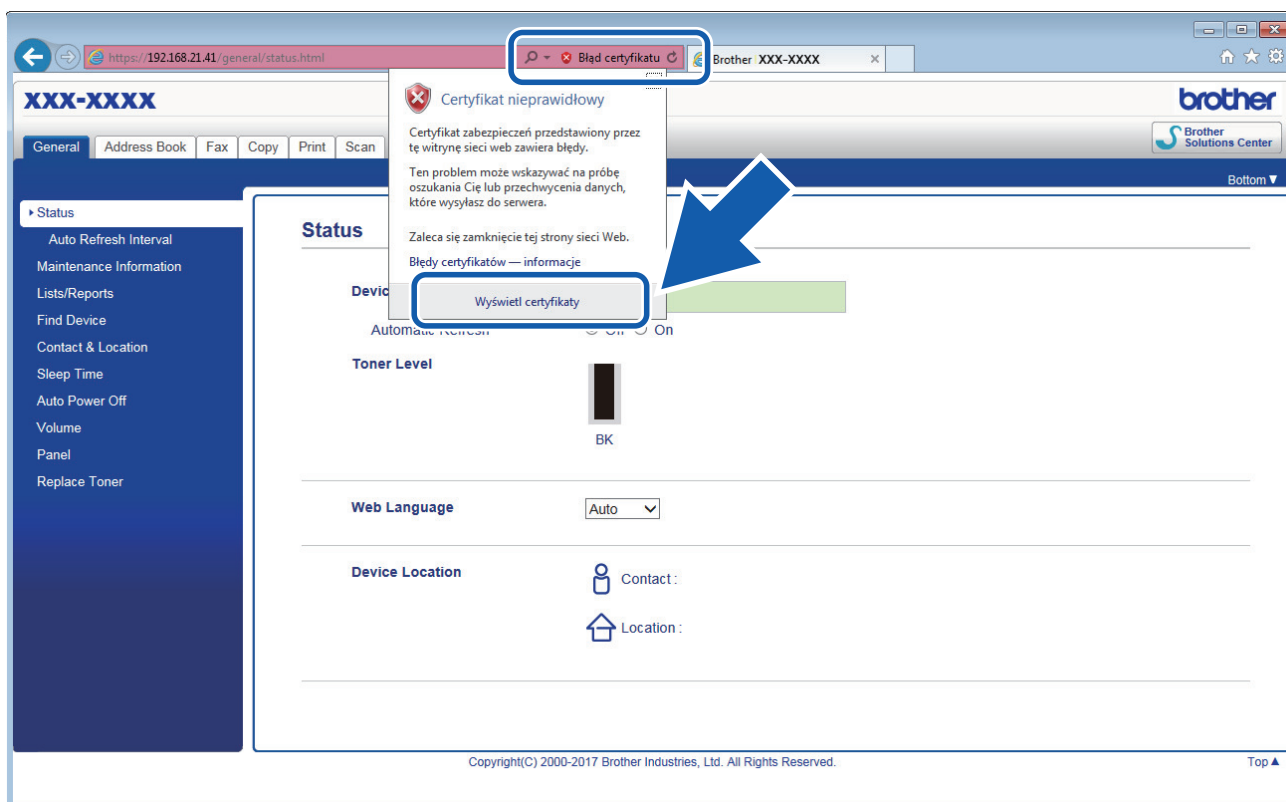 https://192.168.21.41/general/status.html
Błąd certyfikatu
Brother XXX-XXXX
XXX-XXXX
brother
General Address Book Fax Copy Print Scan
Brother
Solutions Center
Bottom▼
Certyfikat nieprawidłowy
Certyfikat zabezpieczeń przedstawiony przez
tę witrynę sieci web zawiera błędy.
Ten problem może wskazywać na próbę
oszukania Cię lub przechwycenia danych,
które wysyłasz do serwera.
Zaleca się zamknięcie tej strony sieci Web.
Błędy certyfikatów — informacje
Wyświetl certyfikaty
Status
Auto Refresh Interval
Maintenance Information
Lists/Reports
Find Device
Contact & Location
Sleep Time
Auto Power Off
Volume
Panel
Replace Toner
Status
Automatic Refresh Off On
Toner Level
BK
Web Language Auto
Device Location Contact :
Location :
Copyright(C) 2000-2017 Brother Industries, Ltd. All Rights Reserved.
Top▲